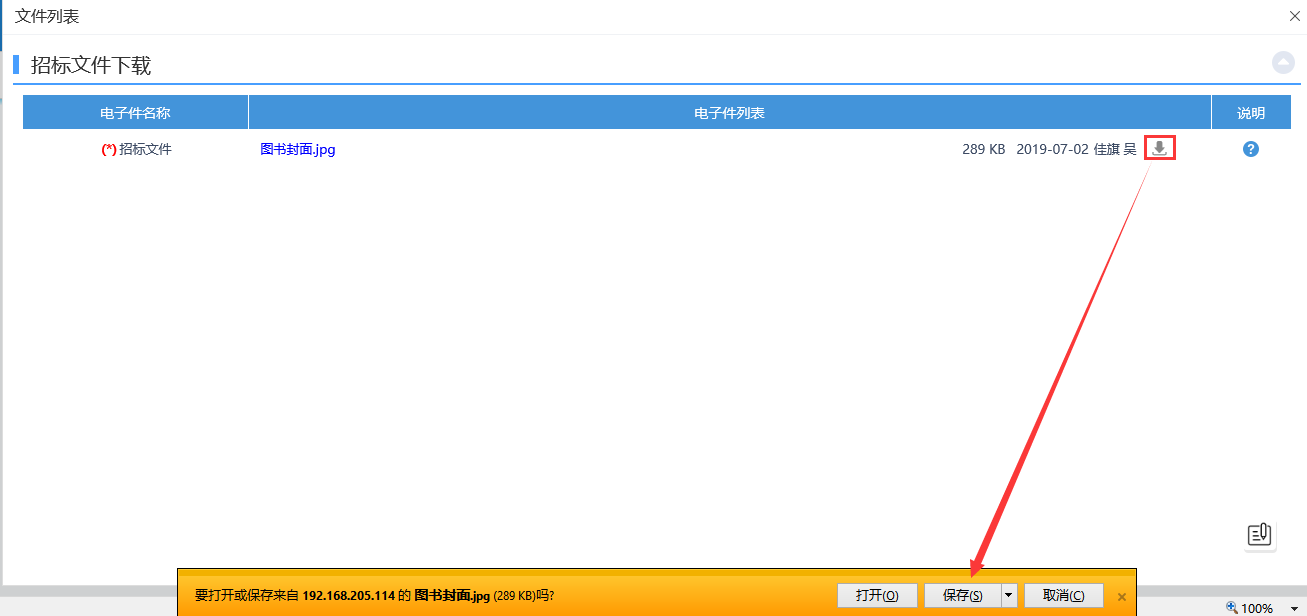 文件列表
招标文件下载
电子件名称 电子件列表 说明
(*)招标文件 图书封面.jpg 289 KB 2019-07-02 佳旗 吴 ?
要打开或保存来自 192.168.205.114 的 图书封面.jpg (289 KB)吗? 打开(O) 保存(S) 取消(C) ×
100%